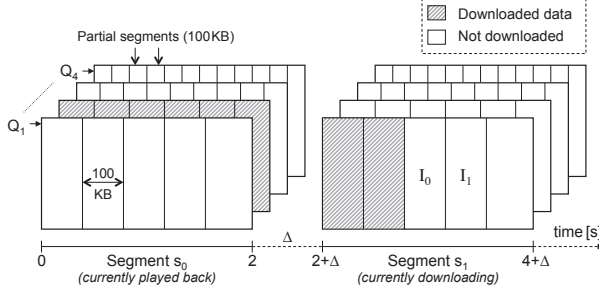 Downloaded data
Not downloaded
Partial segments (100KB)
Q4
Q1
100
KB
I0
I1
Δ
time [s]
0
Segment s0
2
2+Δ
Segment s1
4+Δ
(currently played back)
(currently downloading)